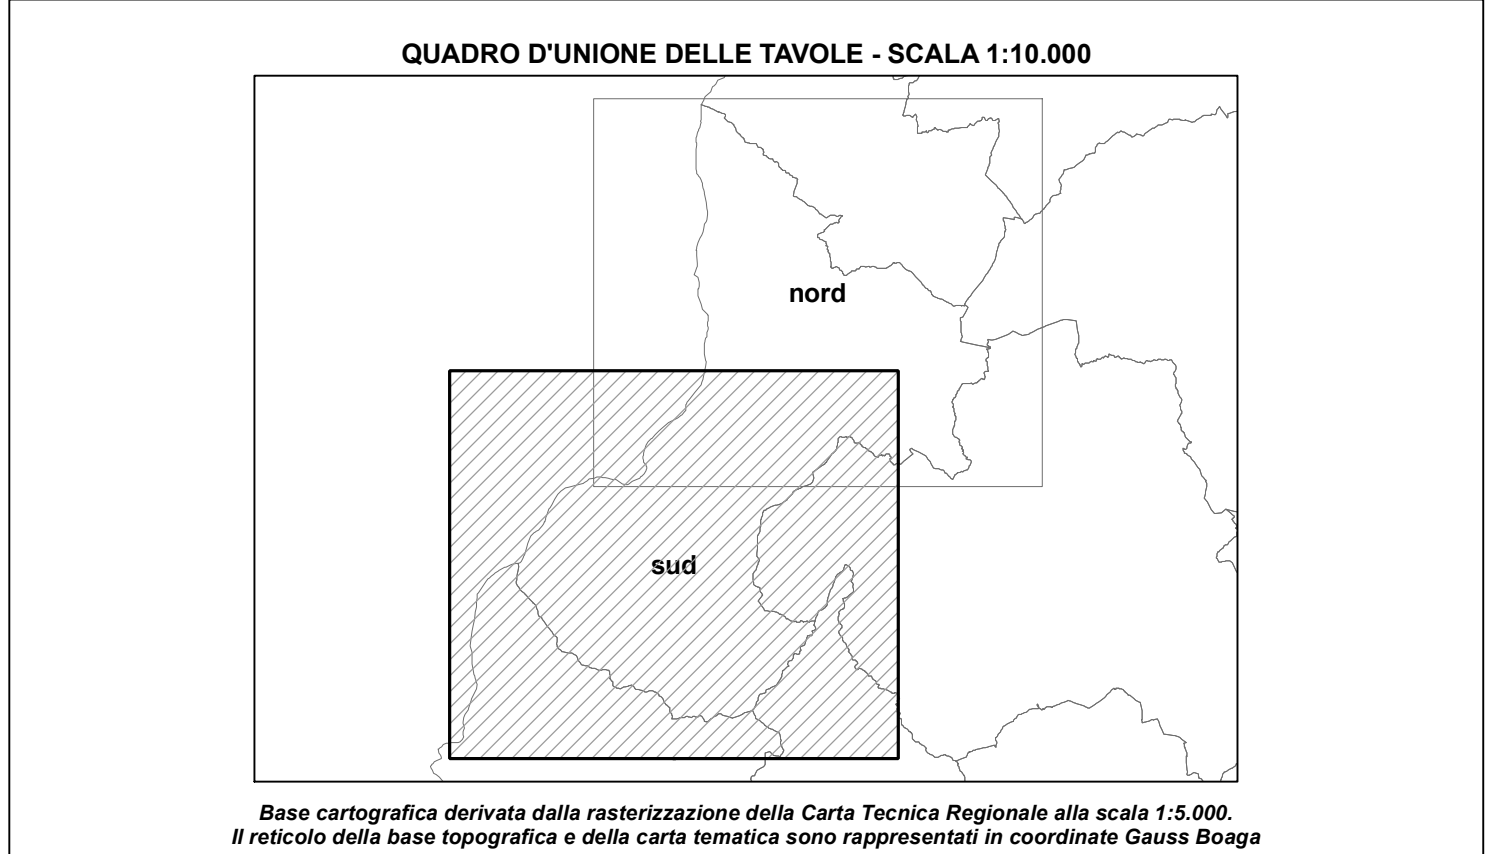 QUADRO D'UNIONE DELLE TAVOLE - SCALA 1:10.000
nord
sud
Base cartografica derivata dalla rasterizzazione della Carta Tecnica Regionale alla scala 1:5.000.
Il reticolo della base topografica e della carta tematica sono rappresentati in coordinate Gauss Boaga